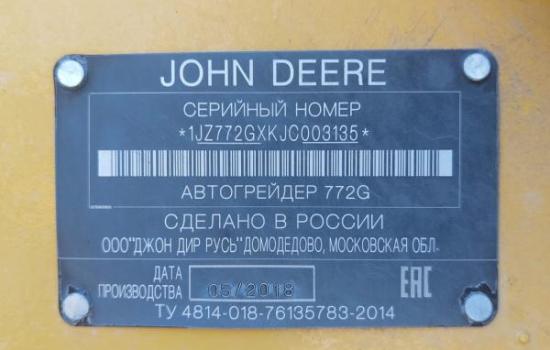 JOHN DEERE
СЕРИЙНЫЙ НОМЕР
*1JZ772GXKJC003135*
АВТОГРЕЙДЕР 772G
СДЕЛАНО В РОССИИ
ООО"ДЖОН ДИР РУСЬ"ДОМОДЕДОВО, МОСКОВСКАЯ ОБЛ.
ДАТА
ПРОИЗВОДСТВА 05/2018 EAC
ТУ 4814-018-76135783-2014